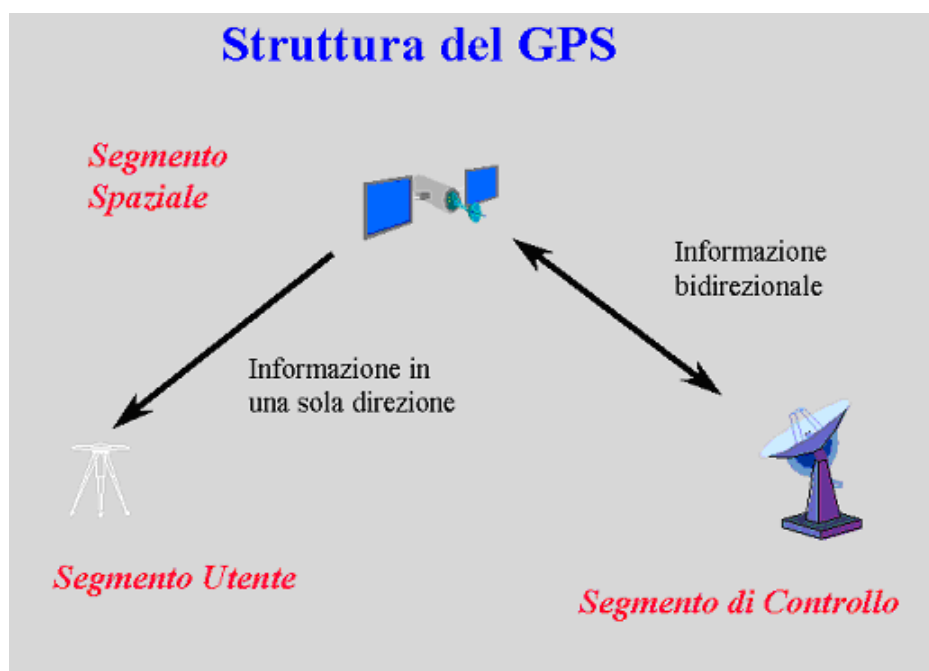 Struttura del GPS
Segmento
Spaziale
Informazione
bidirezionale
Informazione in
una sola direzione
Segmento Utente
Segmento di Controllo